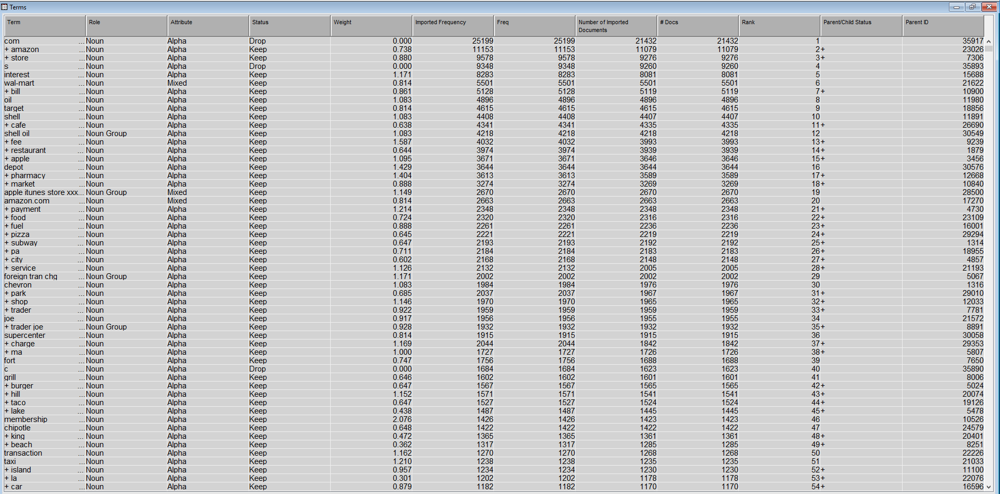 Terms
Term Role Attribute Status Weight Imported Frequency Freq Number of Imported Documents # Docs Rank Parent/Child Status Parent ID
com ... Noun Alpha Drop 0.000 25199 25199 21432 21432 1 35917
+ amazon ... Noun Alpha Keep 0.738 11153 11153 11079 11079 2 + 23026
+ store ... Noun Alpha Keep 0.880 9578 9578 9276 9276 3 + 7306
s ... Noun Alpha Drop 0.000 9348 9348 9260 9260 4 35893
interest ... Noun Alpha Keep 1.171 8283 8283 8081 8081 5 15688
wal-mart ... Noun Mixed Keep 0.814 5501 5501 5501 5501 6 21622
+ bill ... Noun Alpha Keep 0.861 5128 5128 5119 5119 7 + 10900
oil ... Noun Alpha Keep 1.083 4896 4896 4896 4896 8 11980
target ... Noun Alpha Keep 0.814 4615 4615 4615 4615 9 18856
shell ... Noun Alpha Keep 1.083 4408 4408 4407 4407 10 11891
+ cafe ... Noun Alpha Keep 0.638 4341 4341 4335 4335 11 + 26690
shell oil ... Noun Group Alpha Keep 1.083 4218 4218 4218 4218 12 30549
+ fee ... Noun Alpha Keep 1.587 4032 4032 3993 3993 13 + 9239
+ restaurant ... Noun Alpha Keep 0.644 3974 3974 3939 3939 14 + 1879
+ apple ... Noun Alpha Keep 1.095 3671 3671 3646 3646 15 + 3456
depot ... Noun Alpha Keep 1.429 3644 3644 3644 3644 16 30576
+ pharmacy ... Noun Alpha Keep 1.404 3613 3613 3589 3589 17 + 12668
+ market ... Noun Alpha Keep 0.888 3274 3274 3269 3269 18 + 10840
apple itunes store xxx... Noun Group Mixed Keep 1.149 2670 2670 2670 2670 19 28500
amazon.com ... Noun Mixed Keep 0.814 2663 2663 2663 2663 20 17270
+ payment ... Noun Alpha Keep 1.214 2348 2348 2348 2348 21 + 4730
+ food ... Noun Alpha Keep 0.724 2320 2320 2316 2316 22 + 23109
+ fuel ... Noun Alpha Keep 0.888 2261 2261 2236 2236 23 + 16001
+ pizza ... Noun Alpha Keep 0.645 2221 2221 2219 2219 24 + 29294
+ subway ... Noun Alpha Keep 0.647 2193 2193 2192 2192 25 + 1314
+ pa ... Noun Alpha Keep 0.711 2184 2184 2183 2183 26 + 18955
+ city ... Noun Alpha Keep 0.602 2168 2168 2148 2148 27 + 4857
+ service ... Noun Alpha Keep 1.126 2132 2132 2005 2005 28 + 21193
foreign tran chg ... Noun Group Alpha Keep 1.171 2002 2002 2002 2002 29 5067
chevron ... Noun Alpha Keep 1.083 1984 1984 1976 1976 30 1316
+ park ... Noun Alpha Keep 0.685 2037 2037 1967 1967 31 + 29010
+ shop ... Noun Alpha Keep 1.146 1970 1970 1965 1965 32 + 12033
+ trader ... Noun Alpha Keep 0.922 1959 1959 1959 1959 33 + 7781
joe ... Noun Alpha Keep 0.917 1956 1956 1955 1955 34 21572
+ trader joe ... Noun Group Alpha Keep 0.928 1932 1932 1932 1932 35 + 8891
supercenter ... Noun Alpha Keep 0.814 1915 1915 1915 1915 36 30058
+ charge ... Noun Alpha Keep 1.169 2044 2044 1842 1842 37 + 29353
+ ma ... Noun Alpha Keep 1.000 1727 1727 1726 1726 38 + 5807
fort ... Noun Alpha Keep 0.747 1756 1756 1688 1688 39 7650
c ... Noun Alpha Drop 0.000 1684 1684 1623 1623 40 35890
grill ... Noun Alpha Keep 0.646 1602 1602 1601 1601 41 8006
+ burger ... Noun Alpha Keep 0.647 1567 1567 1565 1565 42 + 5024
+ hill ... Noun Alpha Keep 1.152 1571 1571 1541 1541 43 + 20074
+ taco ... Noun Alpha Keep 0.647 1527 1527 1524 1524 44 + 19126
+ lake ... Noun Alpha Keep 0.438 1487 1487 1445 1445 45 + 5478
membership ... Noun Alpha Keep 2.076 1426 1426 1423 1423 46 10526
chipotle ... Noun Alpha Keep 0.648 1422 1422 1422 1422 47 24579
+ king ... Noun Alpha Keep 0.472 1365 1365 1361 1361 48 + 20401
+ beach ... Noun Alpha Keep 0.362 1317 1317 1285 1285 49 + 8251
transaction ... Noun Alpha Keep 1.162 1270 1270 1268 1268 50 22226
taxi ... Noun Alpha Keep 1.210 1238 1238 1235 1235 51 21033
+ island ... Noun Alpha Keep 0.957 1234 1234 1230 1230 52 + 11100
+ la ... Noun Alpha Keep 0.301 1202 1202 1178 1178 53 + 22076
+ car ... Noun Alpha Keep 0.879 1182 1182 1170 1170 54 + 16596